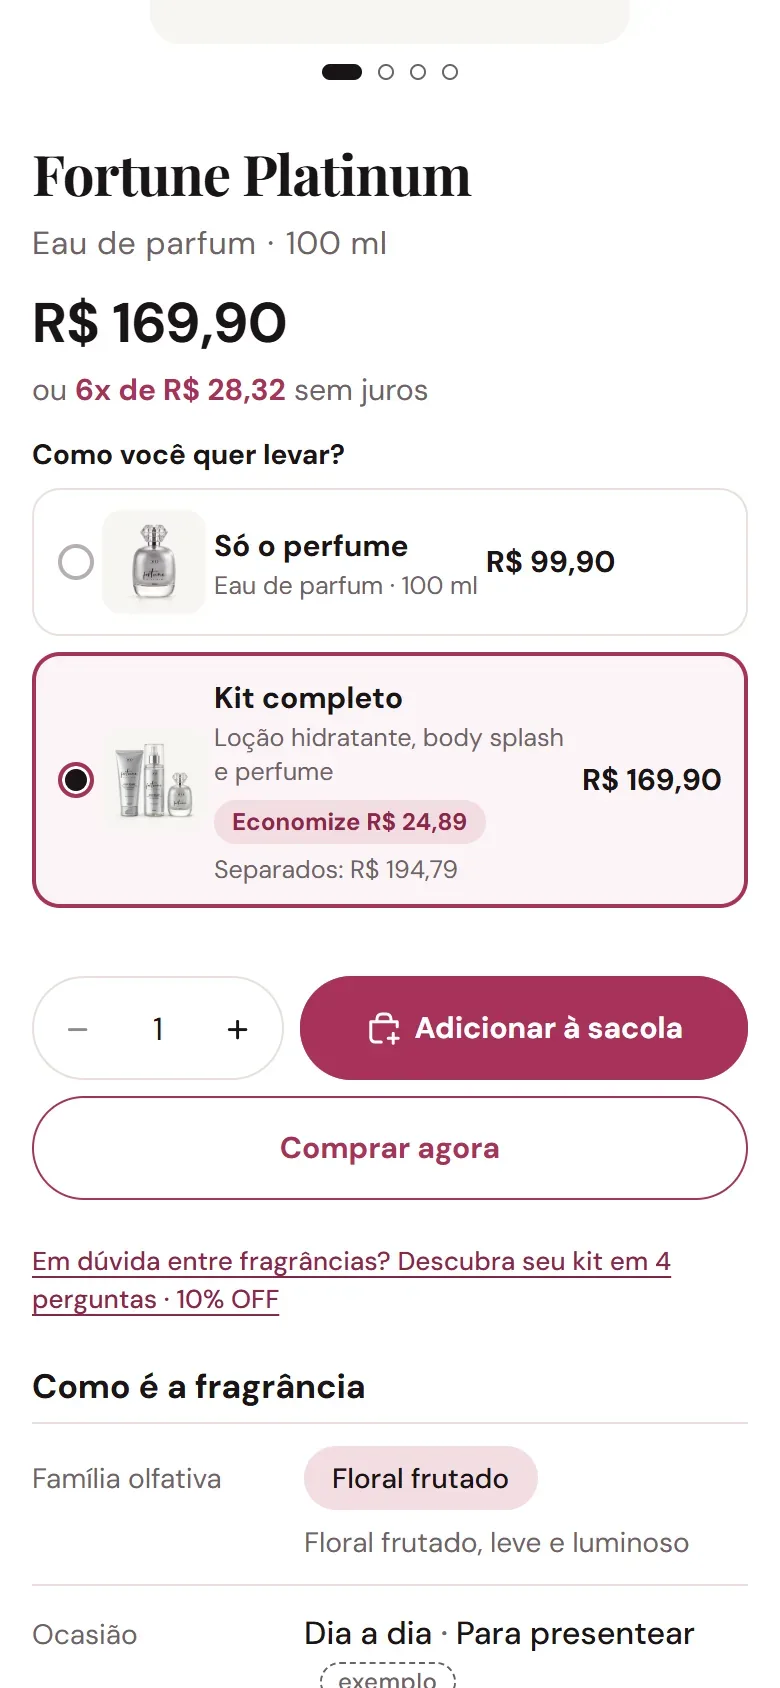 Fortune Platinum
Eau de parfum · 100 ml
R$ 169,90
ou 6x de R$ 28,32 sem juros
Como você quer levar?
Só o perfume
Eau de parfum · 100 ml
R$ 99,90
Kit completo
Loção hidratante, body splash
e perfume
R$ 169,90
Economize R$ 24,89
Separados: R$ 194,79
1
Adicionar à sacola
Comprar agora
Em dúvida entre fragrâncias? Descubra seu kit em 4
perguntas · 10% OFF
Como é a fragrância
Família olfativa
Floral frutado
Floral frutado, leve e luminoso
Ocasião
Dia a dia · Para presentear
exemplo